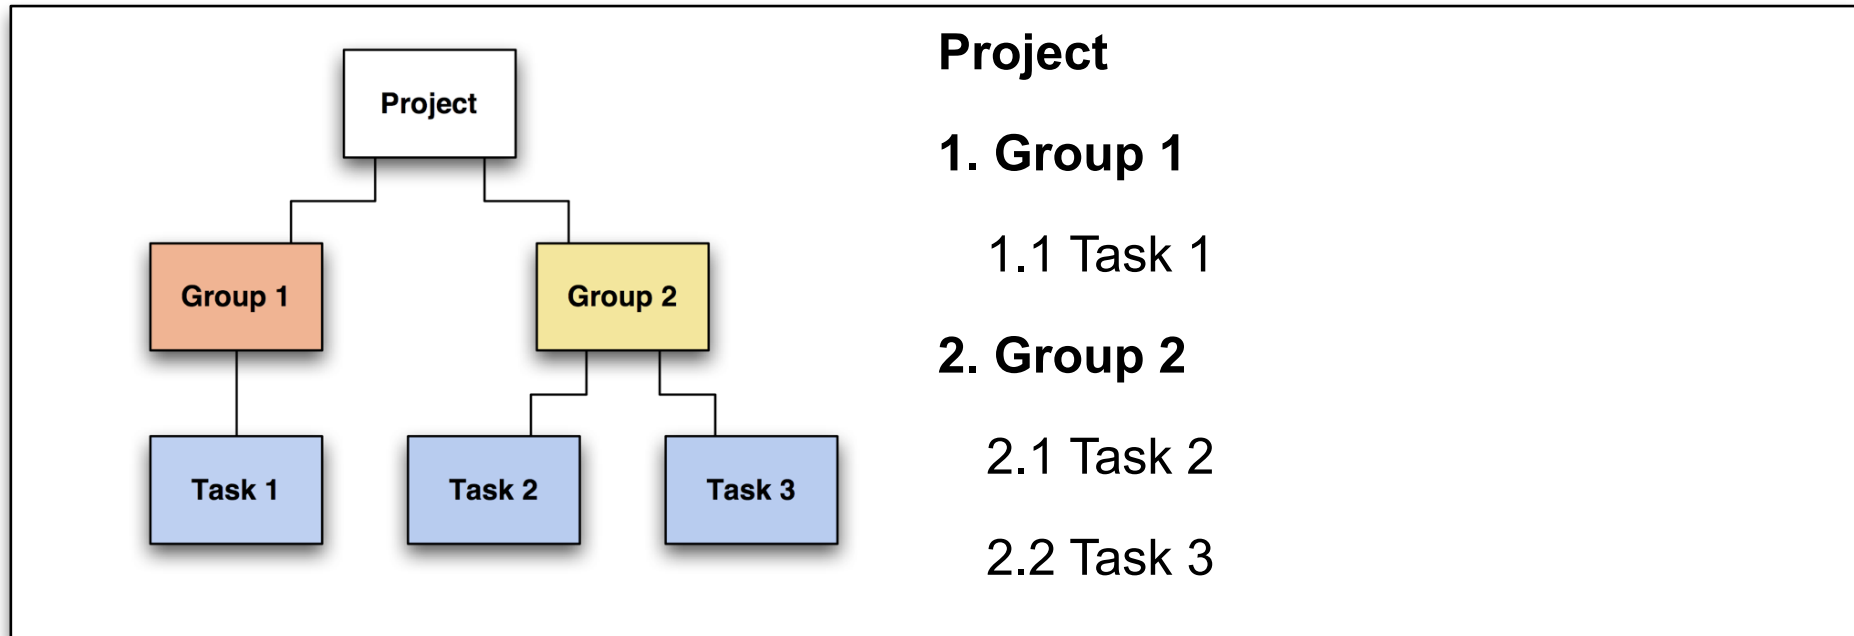 Project
Group 1
Group 2
Task 1
Task 2
Task 3
Project
1. Group 1
1.1 Task 1
2. Group 2
2.1 Task 2
2.2 Task 3